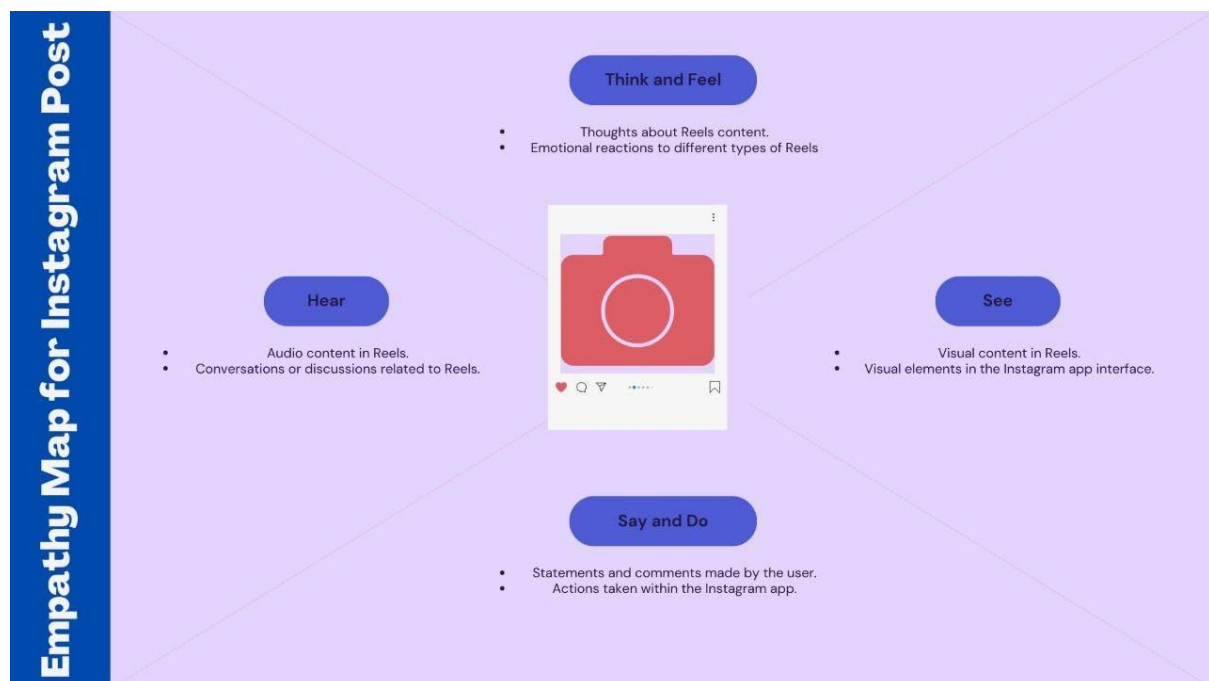 Empathy Map for Instagram Post
Think and Feel
• Thoughts about Reels content.
• Emotional reactions to different types of Reels
Hear
• Audio content in Reels.
• Conversations or discussions related to Reels.
See
• Visual content in Reels.
• Visual elements in the Instagram app interface.
Say and Do
• Statements and comments made by the user.
• Actions taken within the Instagram app.